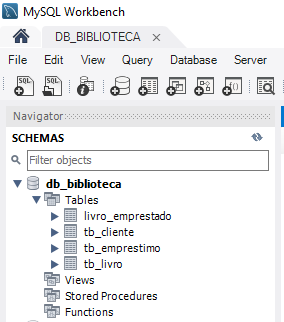 MySQL Workbench
DB_BIBLIOTECA
File Edit View Query Database Server
SQL SQL
Navigator
SCHEMAS
Filter objects
db_biblioteca
Tables
livro_emprestado
tb_cliente
tb_emprestimo
tb_livro
Views
Stored Procedures
Functions